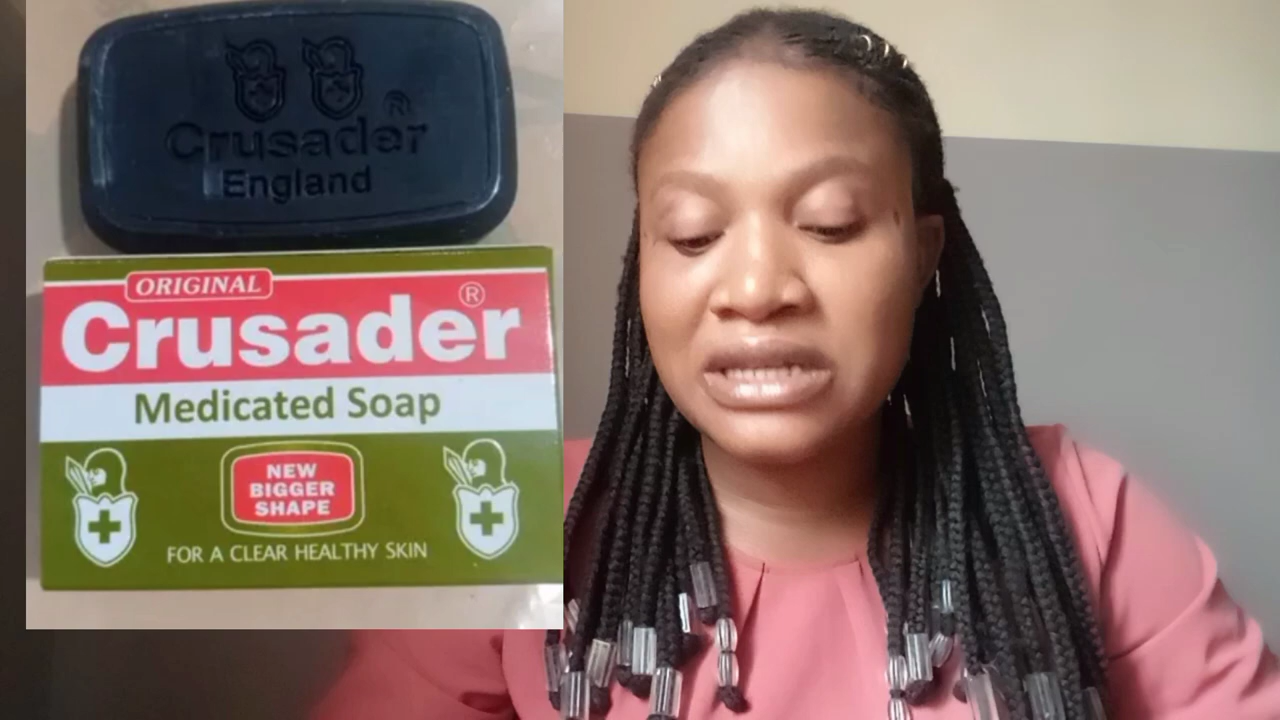 Crusader ®
England
ORIGINAL
Crusader ®
Medicated Soap
NEW
BIGGER
SHAPE
FOR A CLEAR HEALTHY SKIN